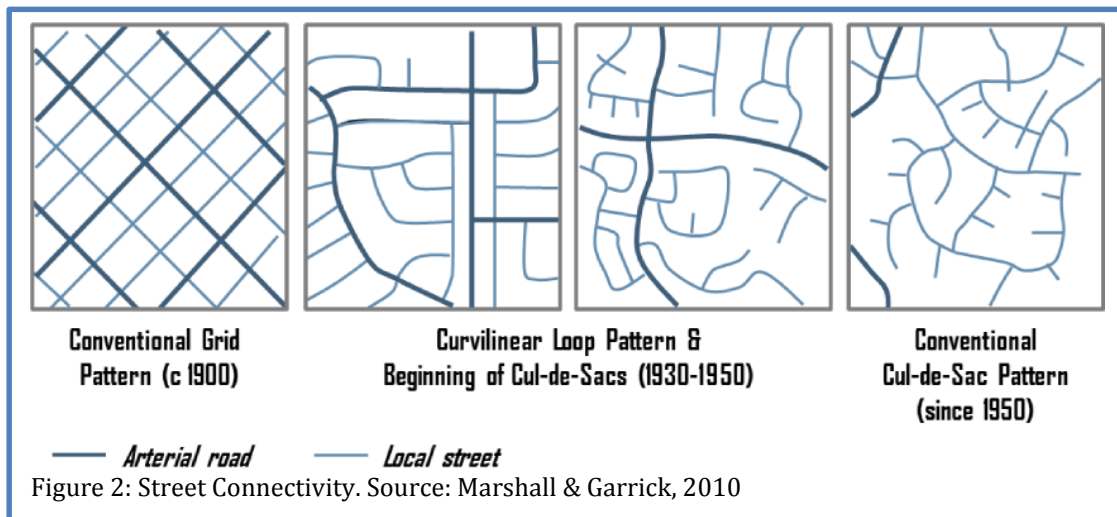 Conventional Grid
Pattern (c 1900)
Curvilinear Loop Pattern &
Beginning of Cul-de-Sacs (1930-1950)
Conventional
Cul-de-Sac Pattern
(since 1950)
Arterial road
Local street
Figure 2: Street Connectivity. Source: Marshall & Garrick, 2010